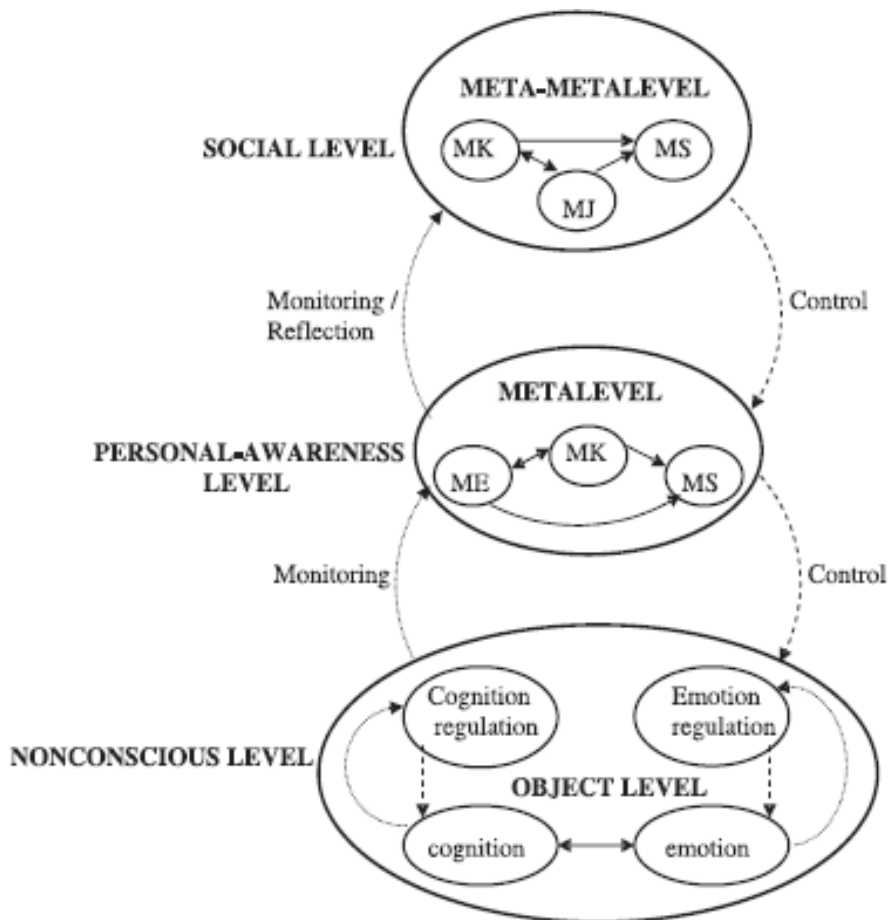 META-METALEVEL
SOCIAL LEVEL
MK
MS
MJ
Monitoring /
Reflection
Control
METALEVEL
PERSONAL-AWARENESS
LEVEL
ME
MK
MS
Monitoring
Control
Cognition
regulation
Emotion
regulation
NONCONSCIOUS LEVEL
OBJECT LEVEL
cognition
emotion